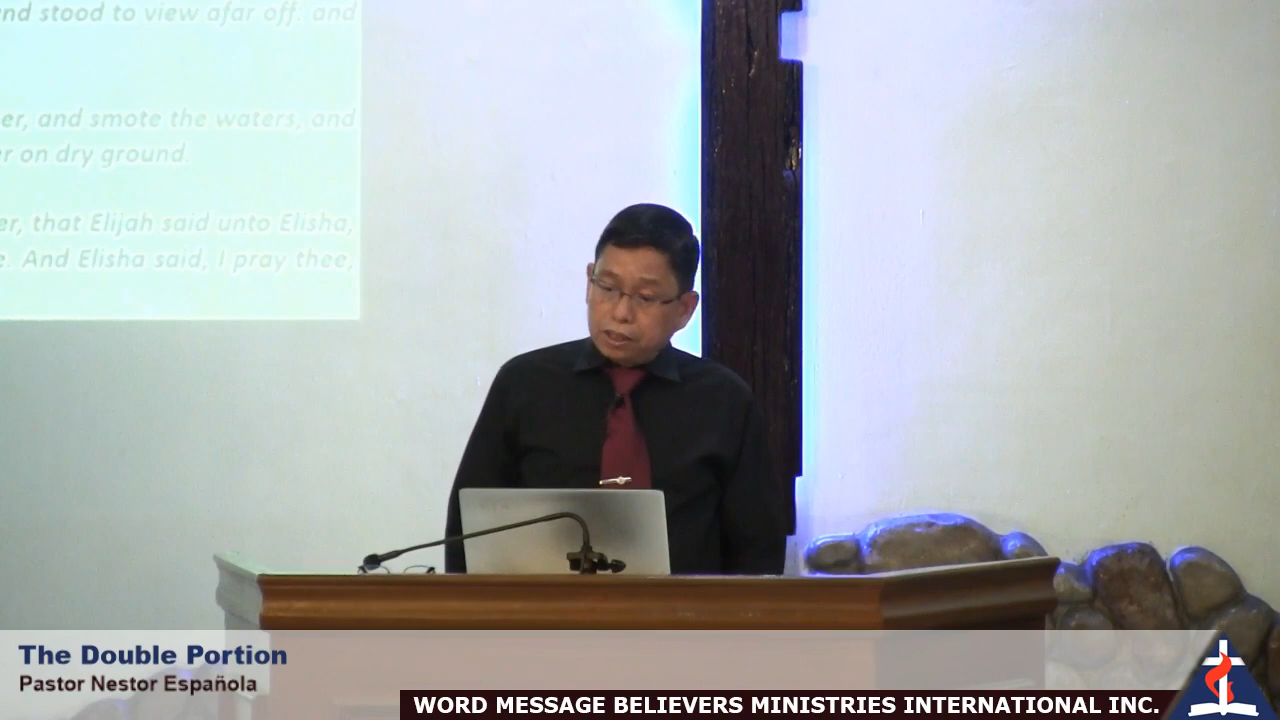 nd stood to view afar off: and
er, and smote the waters, and
r on dry ground.
er, that Elijah said unto Elisha,
e. And Elisha said, I pray thee,
The Double Portion
Pastor Nestor Española
WORD MESSAGE BELIEVERS MINISTRIES INTERNATIONAL INC.